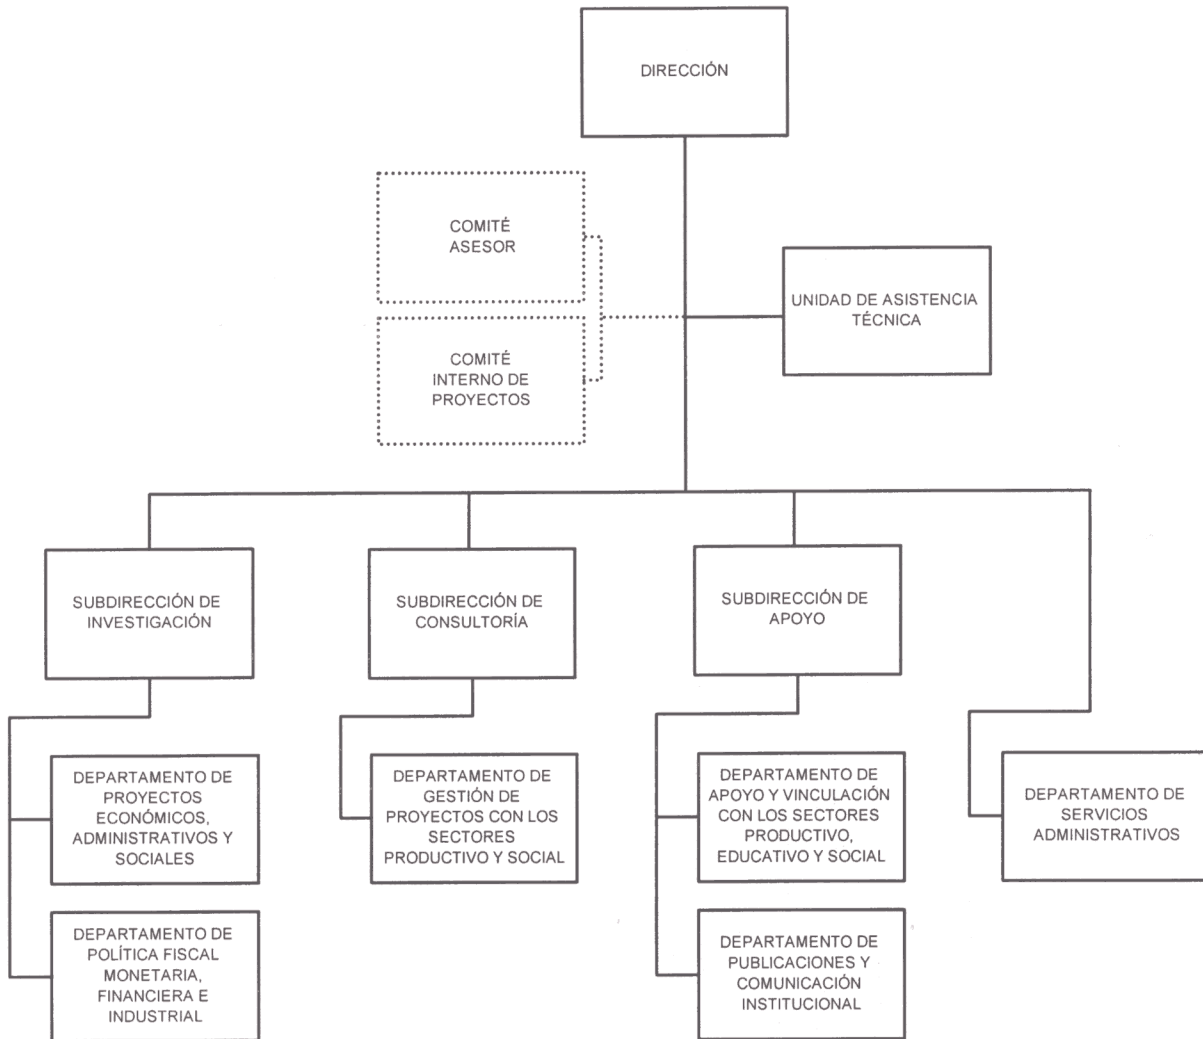 DIRECCIÓN
COMITÉ
ASESOR
UNIDAD DE ASISTENCIA
TÉCNICA
COMITÉ
INTERNO DE
PROYECTOS
SUBDIRECCIÓN DE
INVESTIGACIÓN
SUBDIRECCIÓN DE
CONSULTORÍA
SUBDIRECCIÓN DE
APOYO
DEPARTAMENTO DE
PROYECTOS
ECONÓMICOS,
ADMINISTRATIVOS Y
SOCIALES
DEPARTAMENTO DE
GESTIÓN DE
PROYECTOS CON LOS
SECTORES
PRODUCTIVO Y SOCIAL
DEPARTAMENTO DE
APOYO Y VINCULACIÓN
CON LOS SECTORES
PRODUCTIVO,
EDUCATIVO Y SOCIAL
DEPARTAMENTO DE
SERVICIOS
ADMINISTRATIVOS
DEPARTAMENTO DE
POLÍTICA FISCAL
MONETARIA,
FINANCIERA E
INDUSTRIAL
DEPARTAMENTO DE
PUBLICACIONES Y
COMUNICACIÓN
INSTITUCIONAL